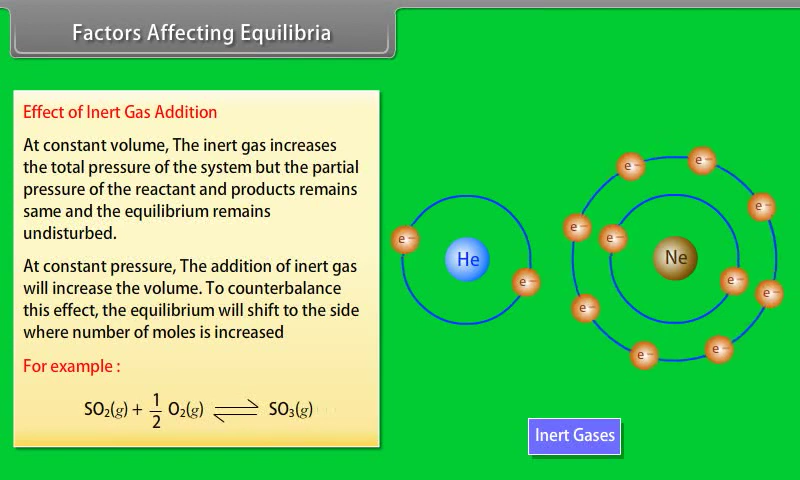 Factors Affecting Equilibria
Effect of Inert Gas Addition
At constant volume, The inert gas increases
the total pressure of the system but the partial
pressure of the reactant and products remains
same and the equilibrium remains
undisturbed.
At constant pressure, The addition of inert gas
will increase the volume. To counterbalance
this effect, the equilibrium will shift to the side
where number of moles is increased
For example :
SO₂(g) + 1/2 O₂(g) ⇌ SO₃(g)
e⁻
He
e⁻
e⁻
e⁻
e⁻
e⁻
e⁻
Ne
e⁻
e⁻
e⁻
e⁻
e⁻
Inert Gases